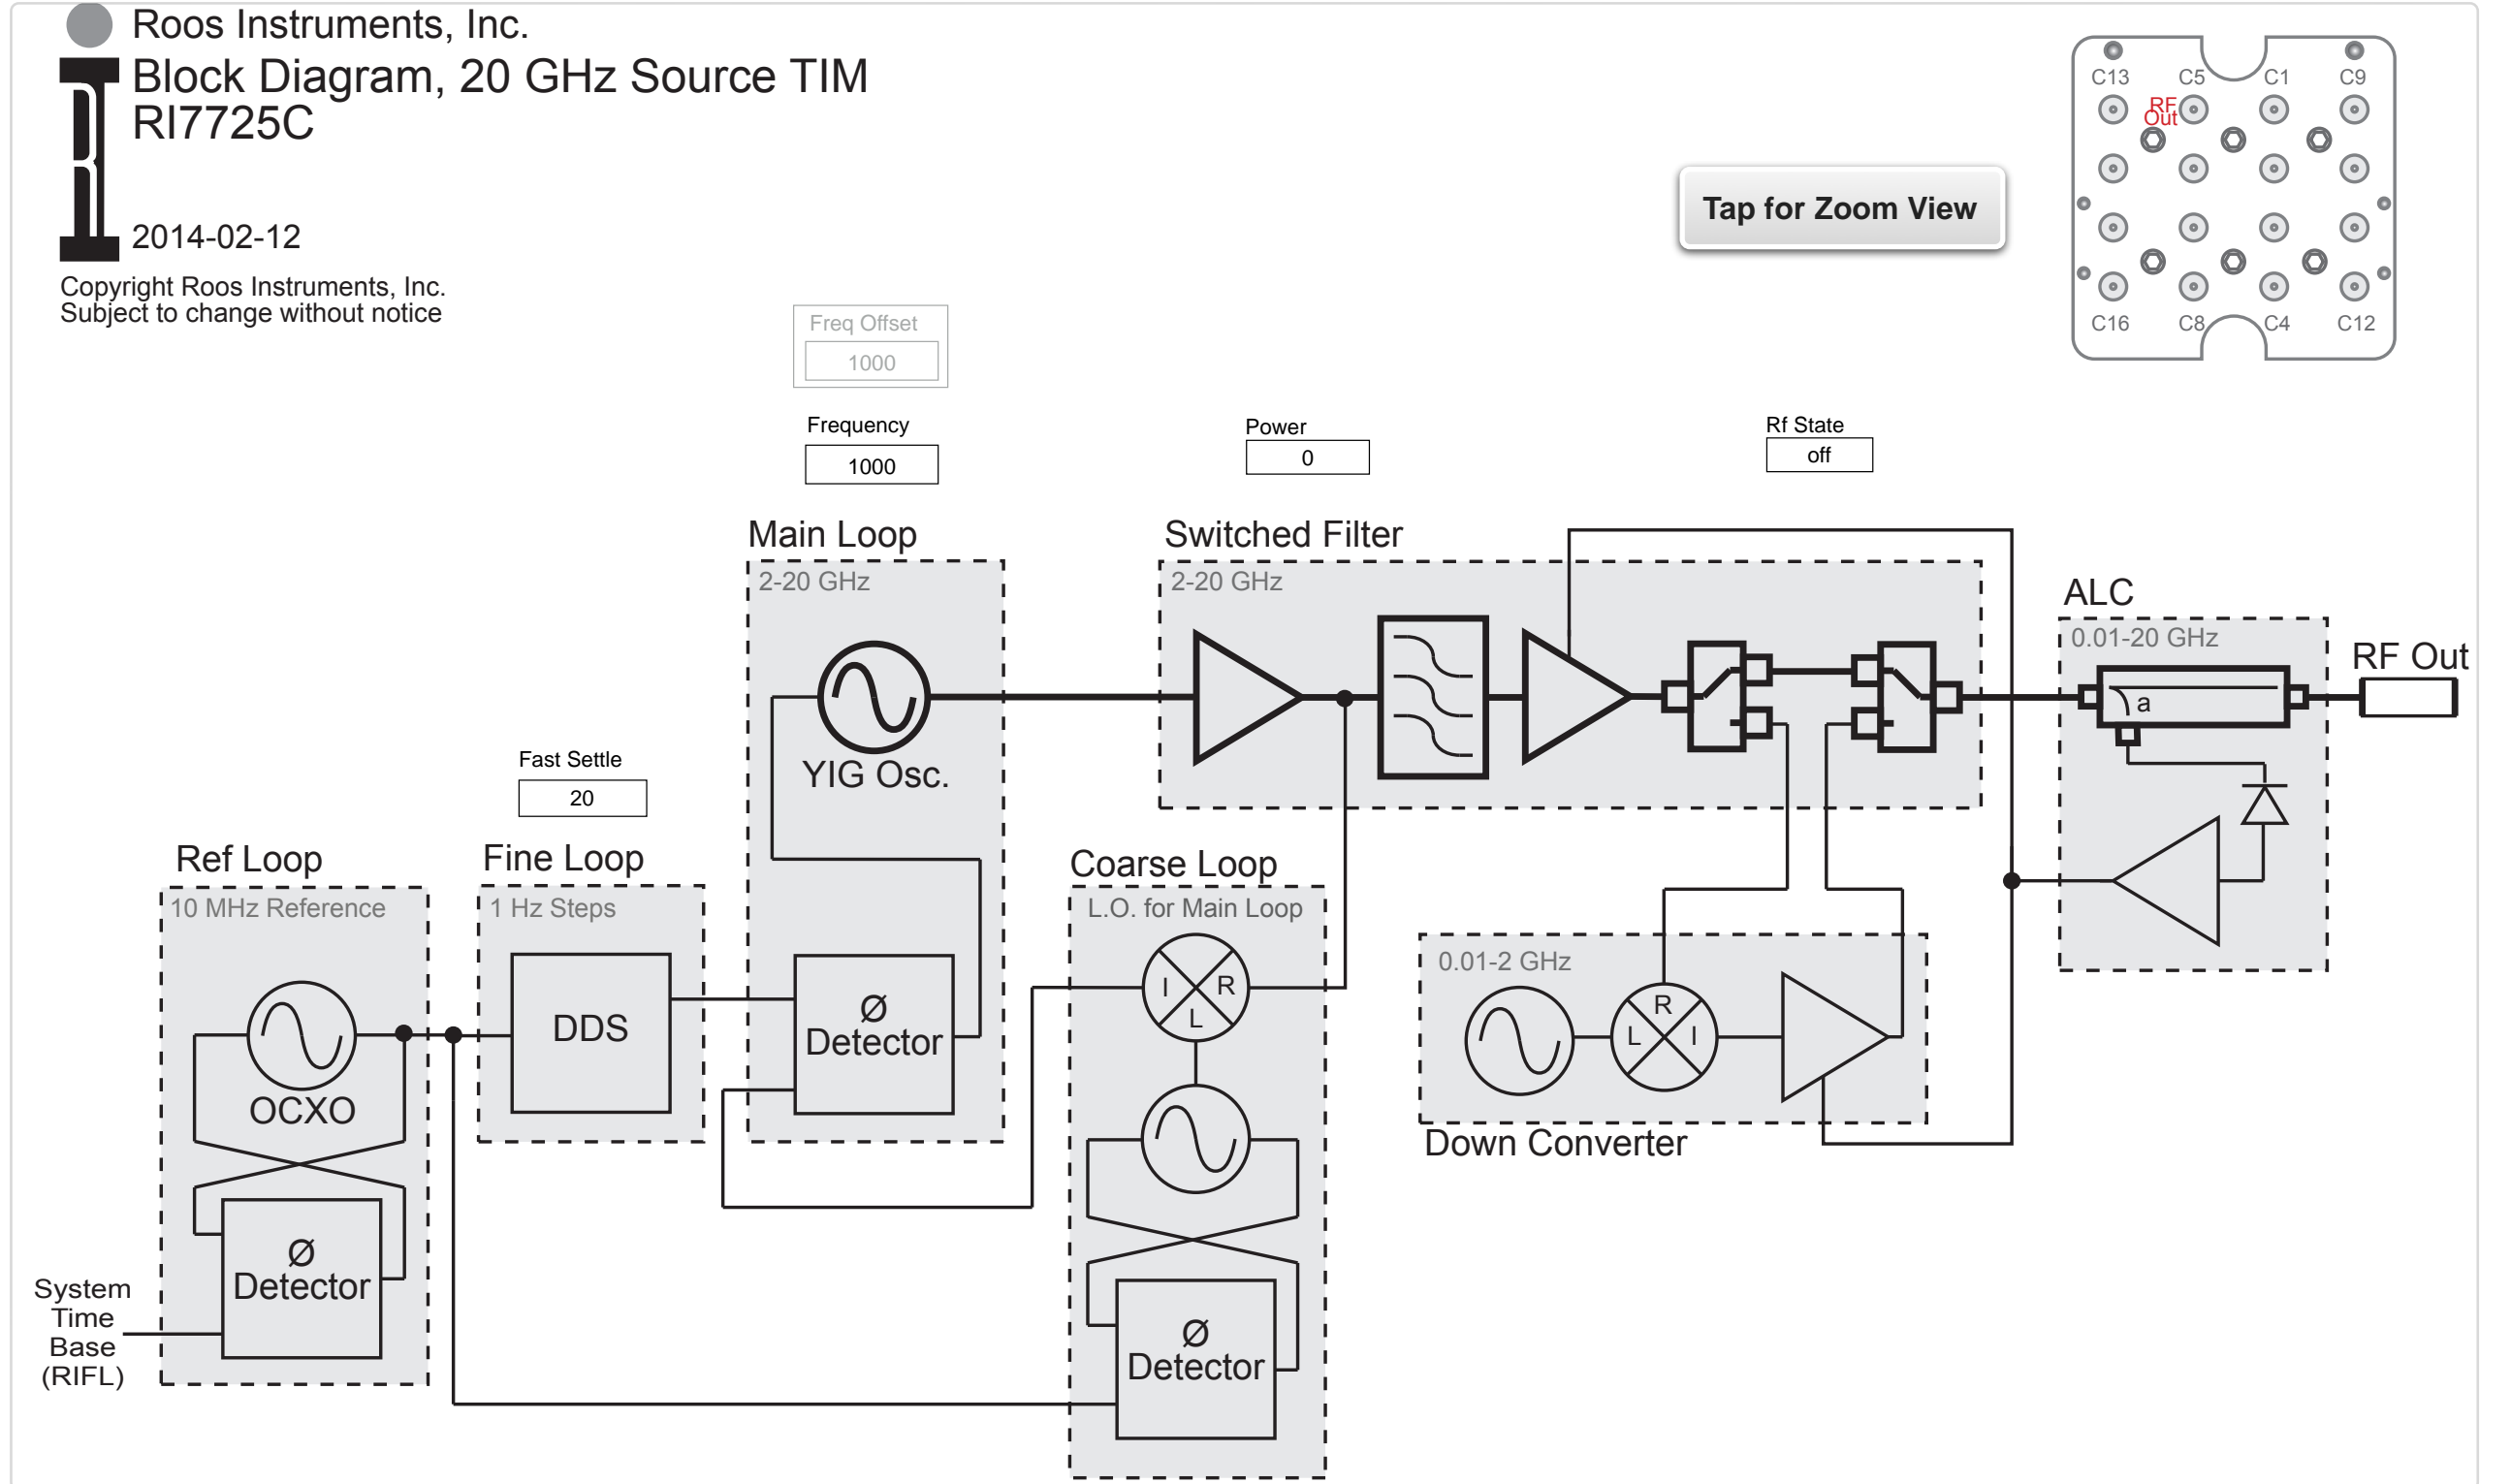 Roos Instruments, Inc.
Block Diagram, 20 GHz Source TIM
RI7725C
2014-02-12
Copyright Roos Instruments, Inc.
Subject to change without notice
Tap for Zoom View
C13 C5 C1 C9
RF
Out
C16 C8 C4 C12
Freq Offset
1000
Frequency
1000
Power
0
Rf State
off
Main Loop
2-20 GHz
YIG Osc.
Ø
Detector
Switched Filter
2-20 GHz
ALC
0.01-20 GHz
a
RF Out
Fast Settle
20
Ref Loop
10 MHz Reference
OCXO
Ø
Detector
System
Time
Base
(RIFL)
Fine Loop
1 Hz Steps
DDS
Coarse Loop
L.O. for Main Loop
I R
L
Ø
Detector
0.01-2 GHz
R
L I
Down Converter